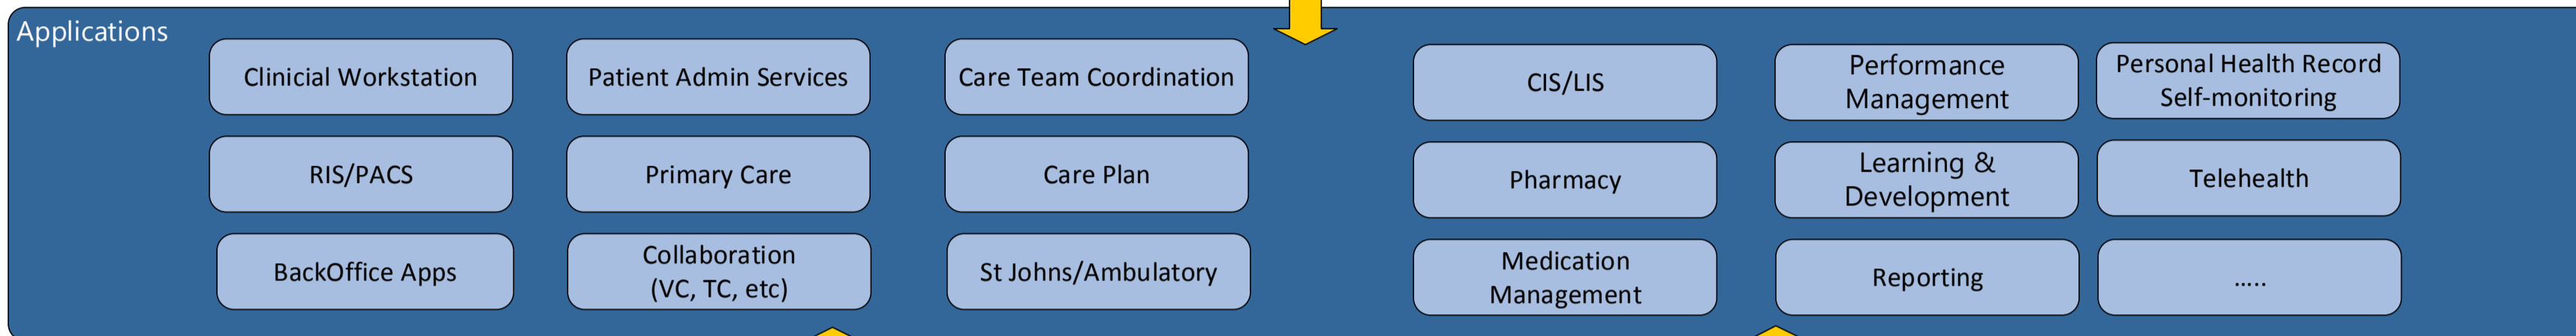 Applications
Clinicial Workstation
Patient Admin Services
Care Team Coordination
CIS/LIS
Performance
Management
Personal Health Record
Self-monitoring
RIS/PACS
Primary Care
Care Plan
Pharmacy
Learning &
Development
Telehealth
BackOffice Apps
Collaboration
(VC, TC, etc)
St Johns/Ambulatory
Medication
Management
Reporting
.....